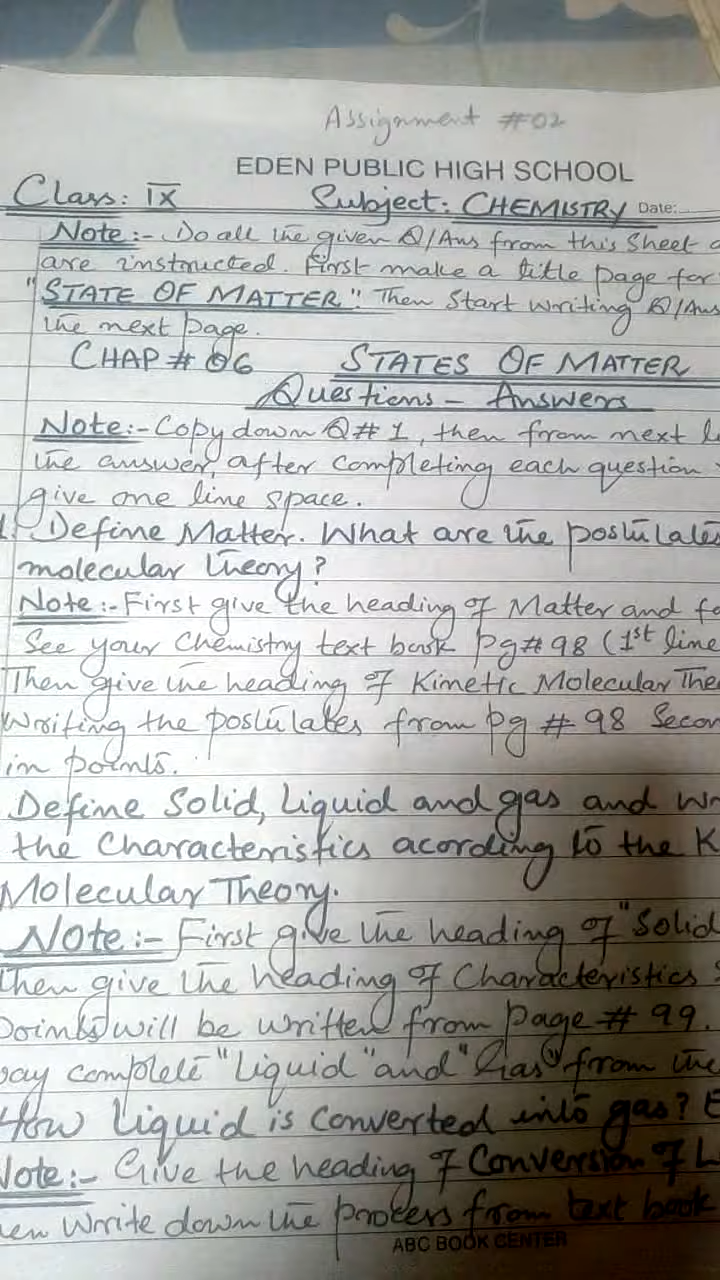 Assignment #02
EDEN PUBLIC HIGH SCHOOL
Class: IX Subject: CHEMISTRY Date:
Note:- Do all the given Q/Ans from this Sheet
are instructed. First make a title page for
"STATE OF MATTER". Then Start writing Q/Ans
the next page.
CHAP # 06 STATES OF MATTER
Questions - Answers
Note:- Copy down Q# 1, then from next
the answer, after completing each question
give one line space.
1. Define Matter. What are the postulates
molecular theory?
Note:- First give the heading of Matter and
See your Chemistry text book pg# 98 (1st line
Then give the heading of Kinetic Molecular
Writing the postulates from pg # 98
in points.
Define Solid, Liquid and gas and
the Characteristics acording to the K
Molecular Theory.
Note:- First give the heading of "Solid
Then give the heading of Characteristics
Points will be written from page # 99.
complete "Liquid" and "Gas" from the
How Liquid is converted into gas? E
Note:- Give the heading of Conversion of L
Write down the process from text book
ABC BOOK CENTER